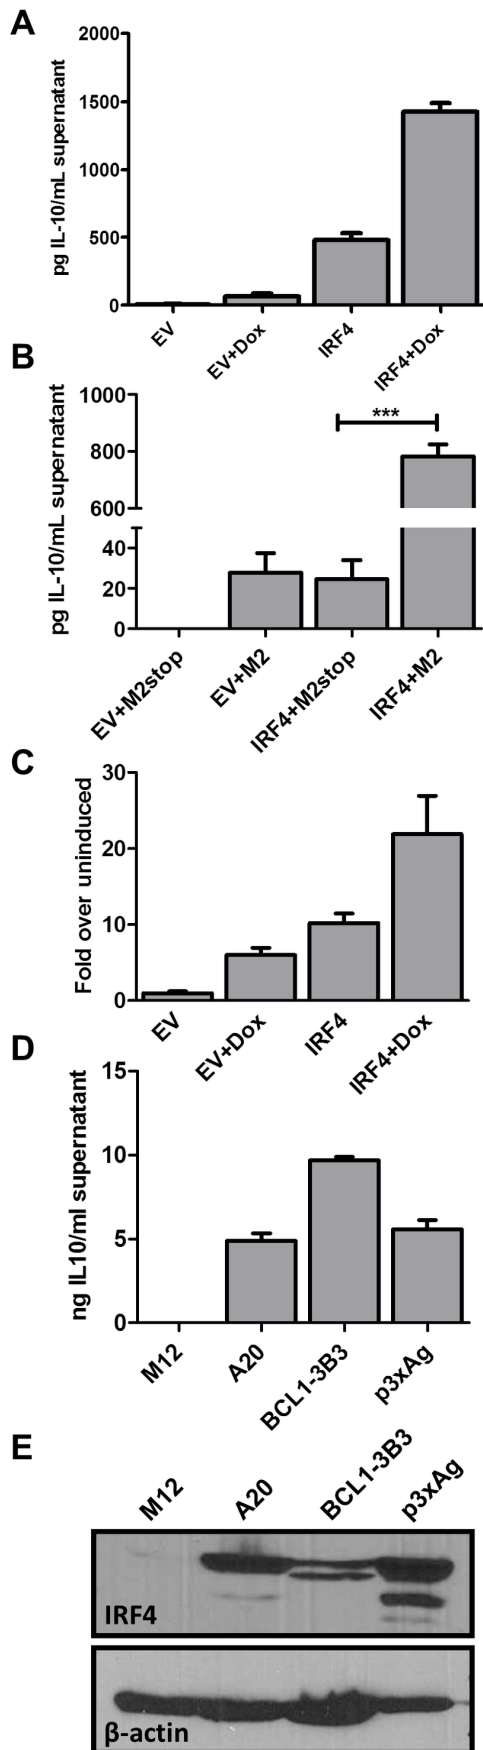 A
pg IL-10/mL supernatant
2000
1500
1000
500
0
EV
EV+Dox
IRF4
IRF4+Dox
B
pg IL-10/mL supernatant
1000
800
600
40
20
0
***
EV+M2stop
EV+M2
IRF4+M2stop
IRF4+M2
C
Fold over uninduced
30
20
10
0
EV
EV+Dox
IRF4
IRF4+Dox
D
ng IL10/ml supernatant
15
10
5
0
M12
A20
BCL1-3B3
p3xAg
E
M12
A20
BCL1-3B3
p3xAg
IRF4
β-actin